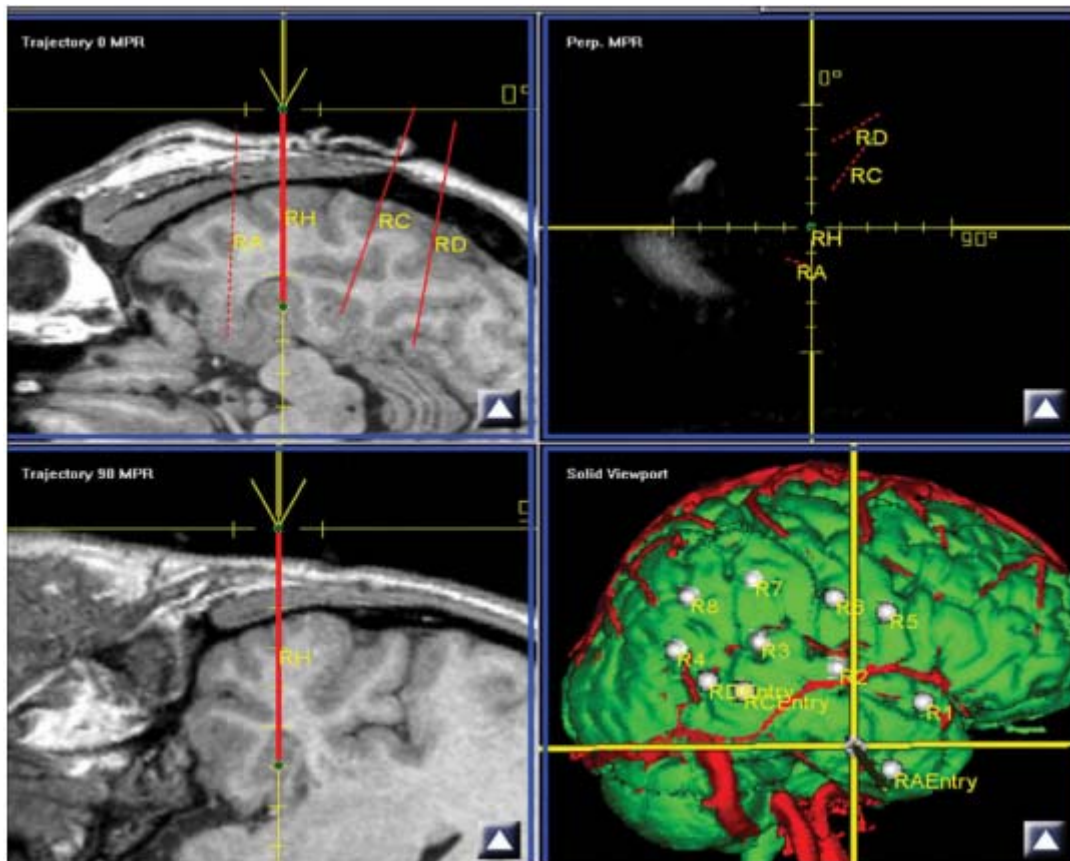 Trajectory 0 MPR
0°
RA
RH
RC
RD
Perp. MPR
0°
RD
RC
90°
RH
RA
Trajectory 90 MPR
RH
Solid Viewport
R7
R8
R6
R5
R3
R4
R2
RDEntry
RCEntry
R1
RAEntry